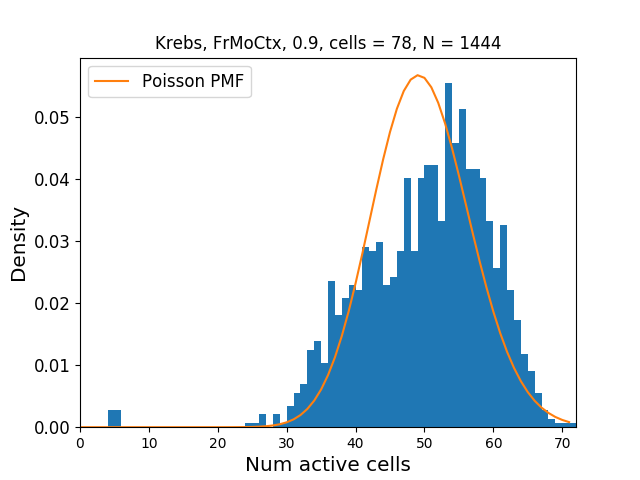 Krebs, FrMoCtx, 0.9, cells = 78, N = 1444
Poisson PMF
Density
0.05
0.04
0.03
0.02
0.01
0.00
0 10 20 30 40 50 60 70
Num active cells